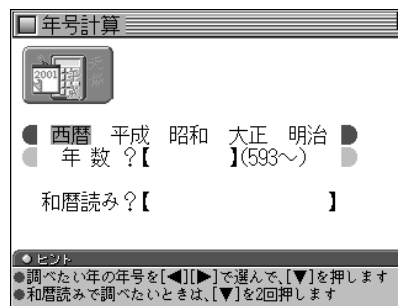 年号計算
2001
平成
西暦 平成 昭和 大正 明治
年 数 ?【 】(593~)
和暦読み?【 】
ヒント
●調べたい年の年号を[◀][▶]で選んで、[▼]を押します
●和暦読みで調べたいときは、[▼]を2回押します